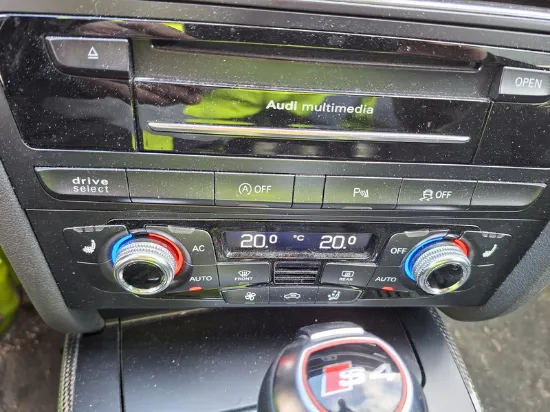 OPEN
Audi multimedia
drive
select
A OFF
P
OFF
AC
20.0 °C 20.0
OFF
AUTO
FRONT
REAR
AUTO
S4